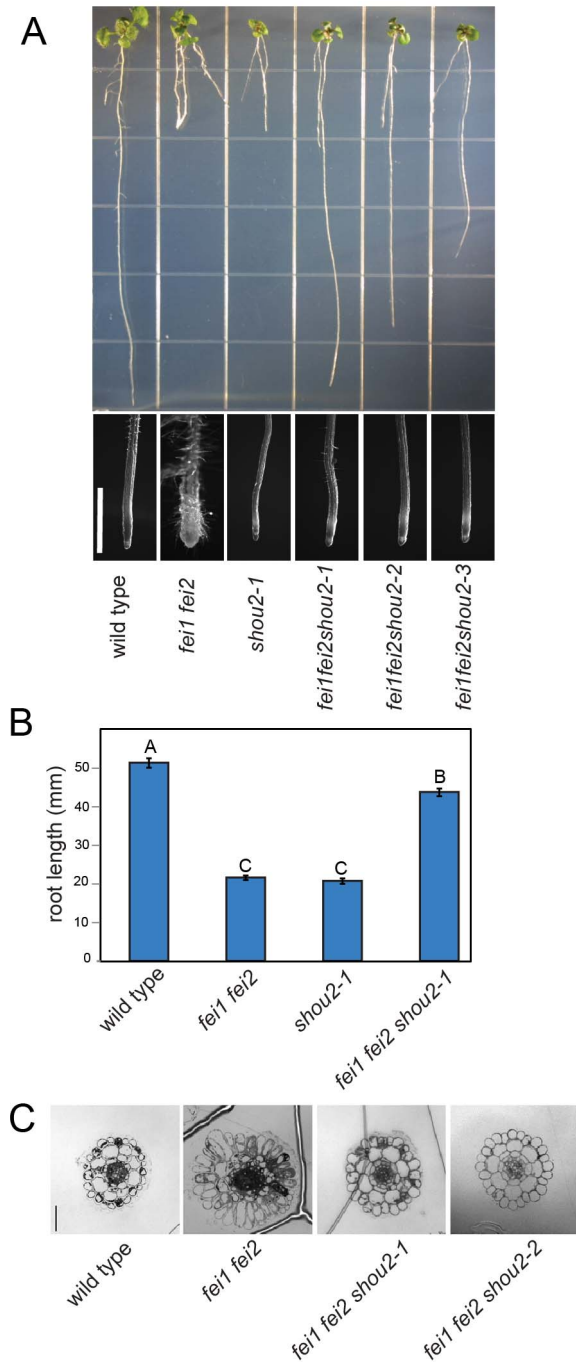 A
wild type
fei1 fei2
shou2-1
fei1fei2shou2-1
fei1fei2shou2-2
fei1fei2shou2-3
B
root length (mm)
50
40
30
20
10
0
A
C
C
B
wild type
fei1 fei2
shou2-1
fei1 fei2 shou2-1
C
wild type
fei1 fei2
fei1 fei2 shou2-1
fei1 fei2 shou2-2